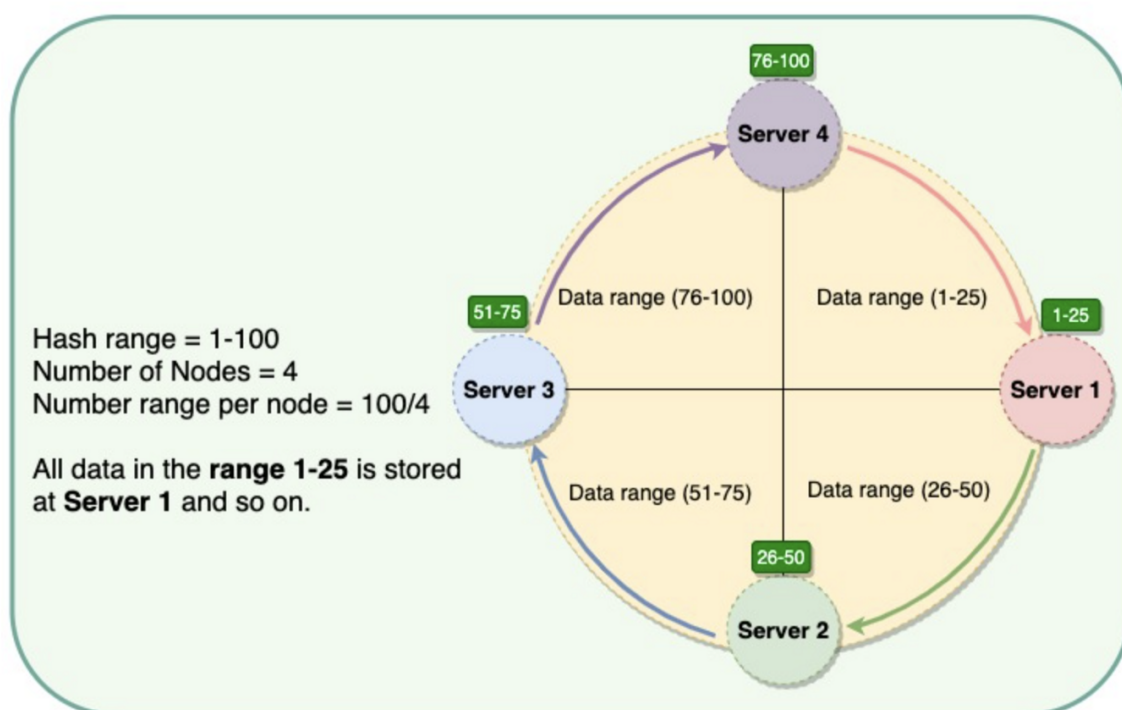 76-100
Server 4
Data range (76-100)
Data range (1-25)
51-75
1-25
Hash range = 1-100
Number of Nodes = 4
Number range per node = 100/4
Server 3
Server 1
All data in the range 1-25 is stored
at Server 1 and so on.
Data range (51-75)
Data range (26-50)
26-50
Server 2